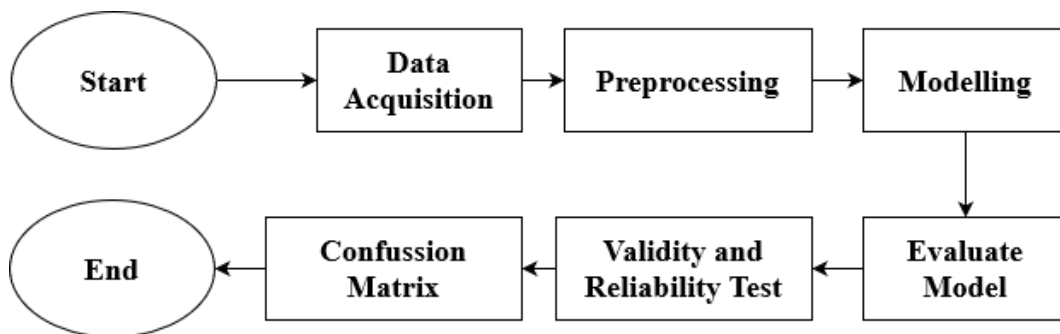 Start
Data
Acquisition
Preprocessing
Modelling
End
Confussion
Matrix
Validity and
Reliability Test
Evaluate
Model